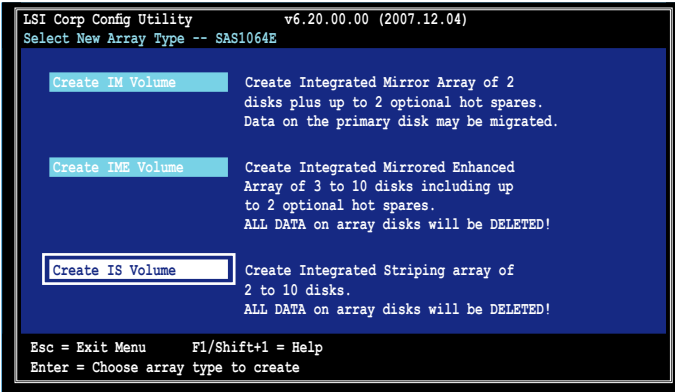 LSI Corp Config Utility v6.20.00.00 (2007.12.04)
Select New Array Type -- SAS1064E
Create IM Volume Create Integrated Mirror Array of 2
disks plus up to 2 optional hot spares.
Data on the primary disk may be migrated.
Create IME Volume Create Integrated Mirrored Enhanced
Array of 3 to 10 disks including up
to 2 optional hot spares.
ALL DATA on array disks will be DELETED!
Create IS Volume Create Integrated Striping array of
2 to 10 disks.
ALL DATA on array disks will be DELETED!
Esc = Exit Menu F1/Shift+1 = Help
Enter = Choose array type to create